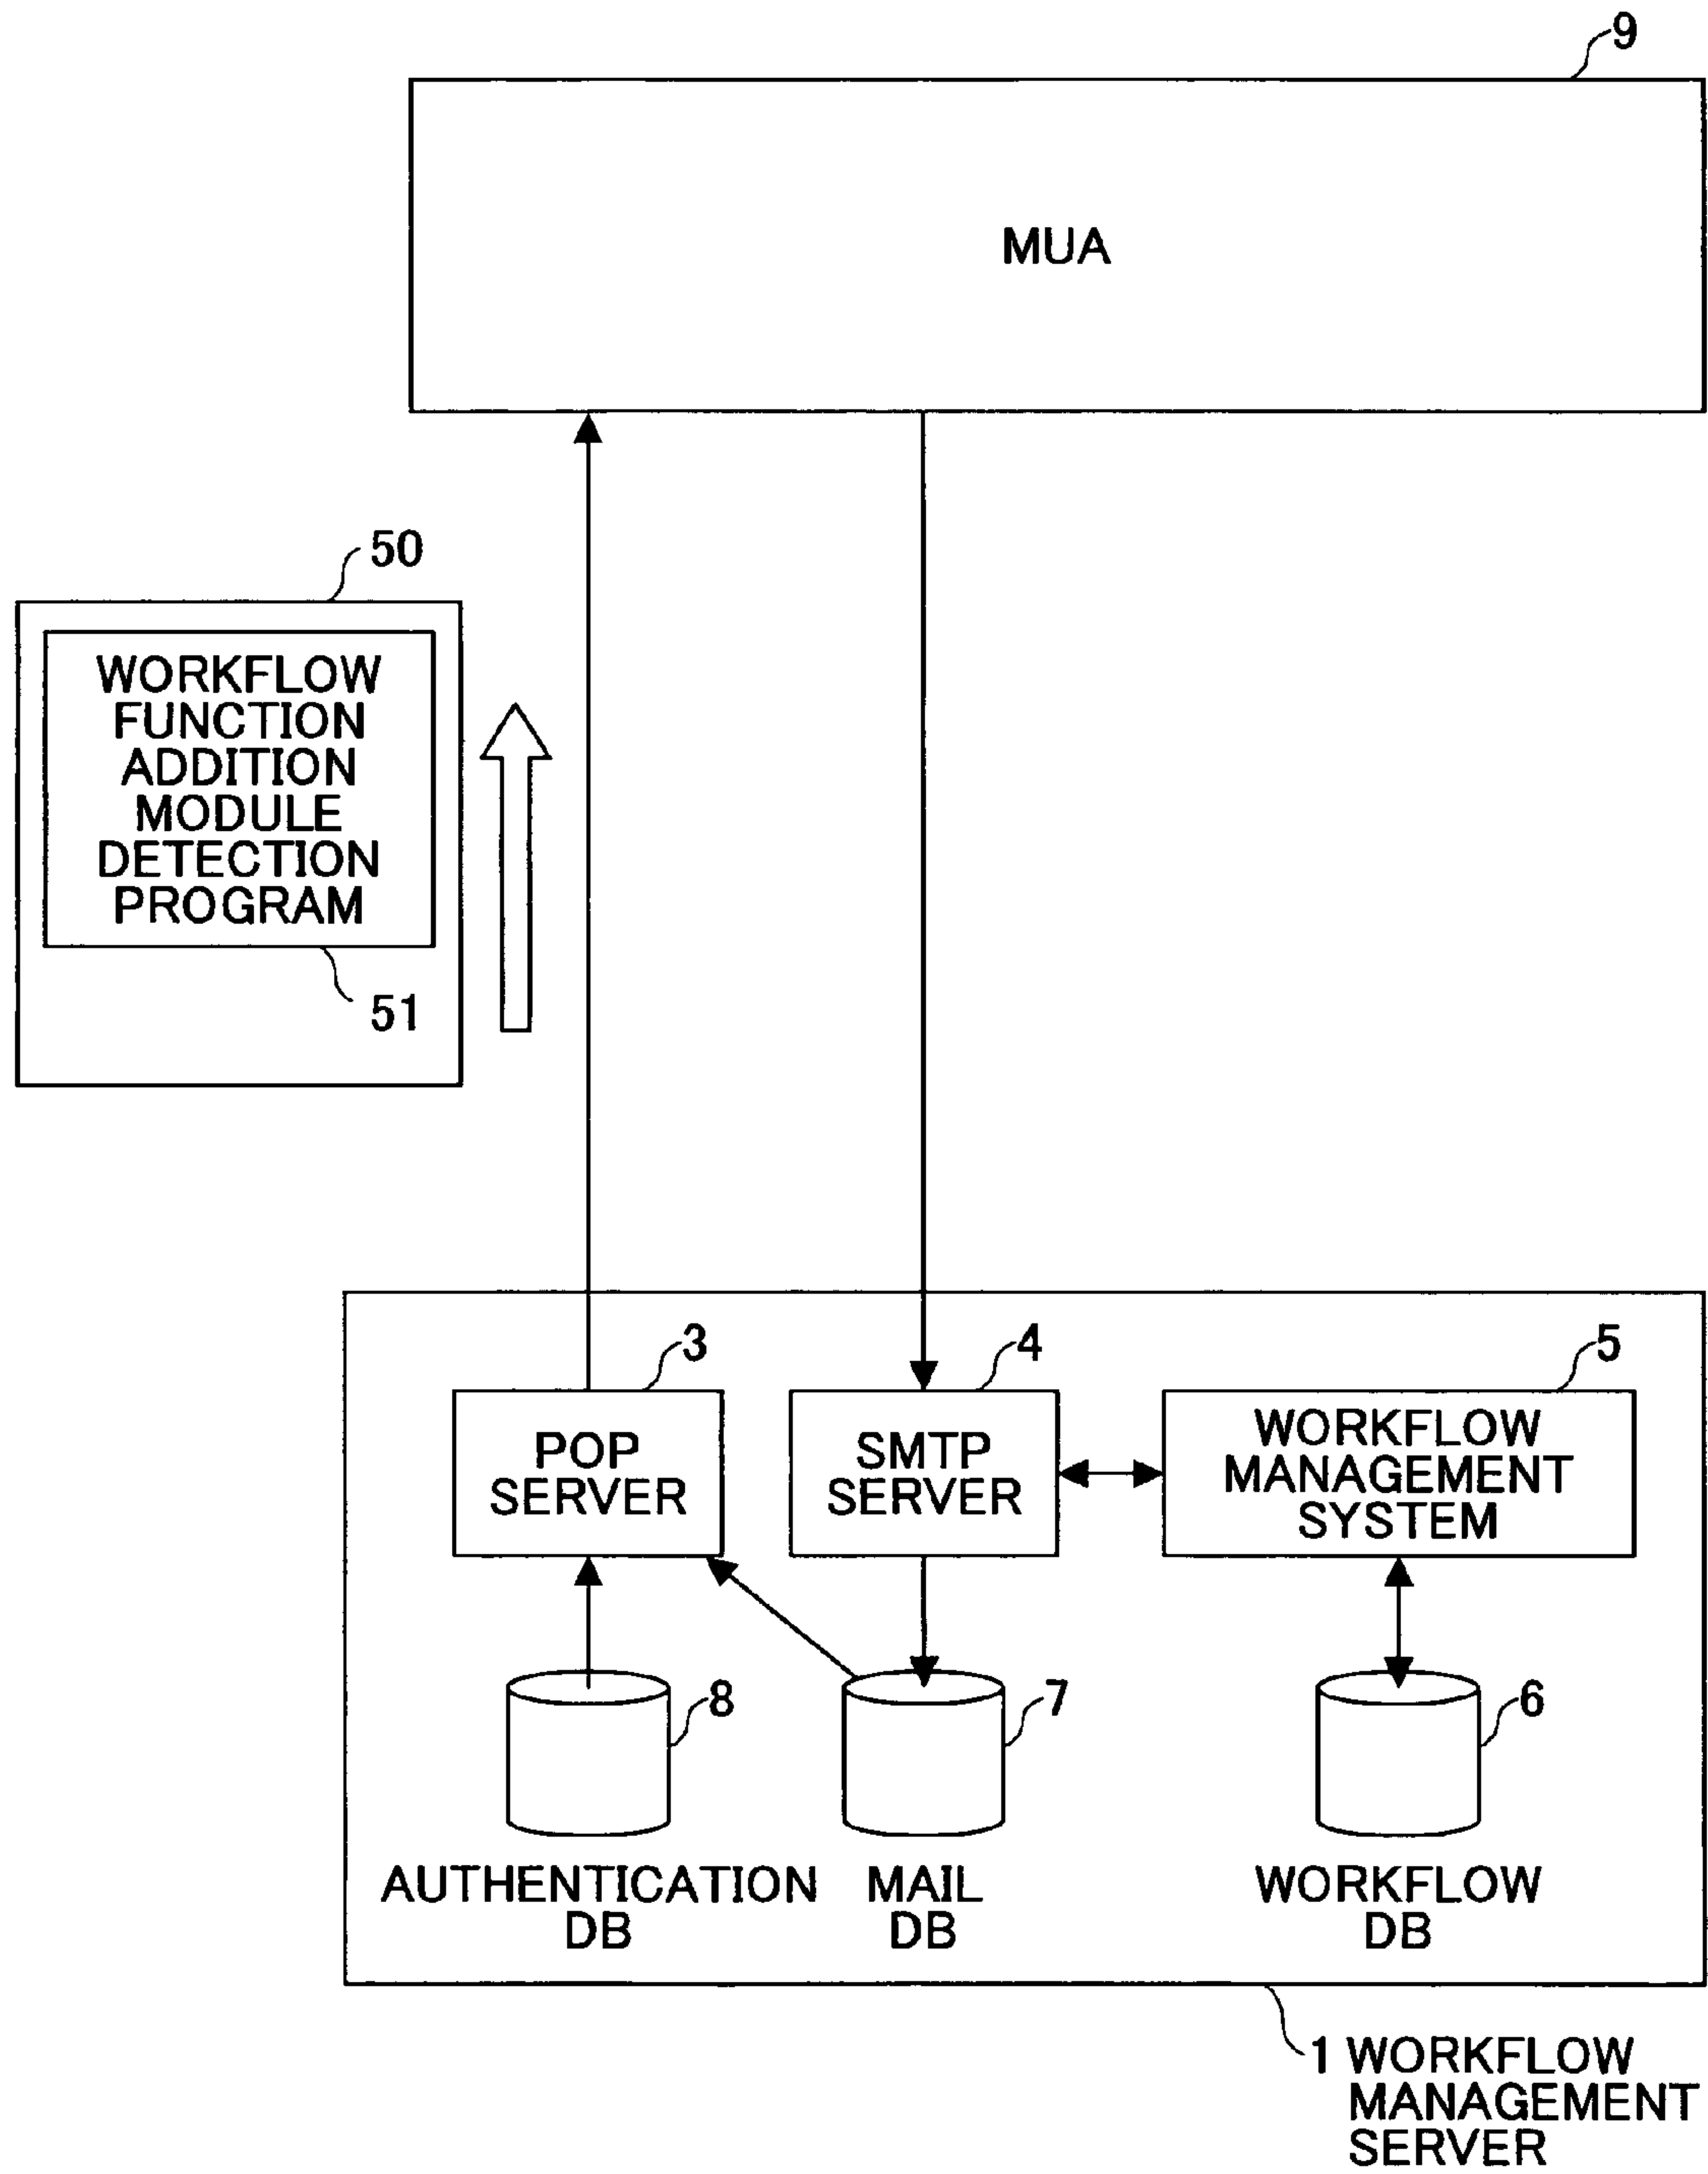 9
MUA
50
WORKFLOW
FUNCTION
ADDITION
MODULE
DETECTION
PROGRAM
51
3
4
5
POP
SERVER
SMTP
SERVER
WORKFLOW
MANAGEMENT
SYSTEM
8
7
6
AUTHENTICATION
DB
MAIL
DB
WORKFLOW
DB
1 WORKFLOW
MANAGEMENT
SERVER